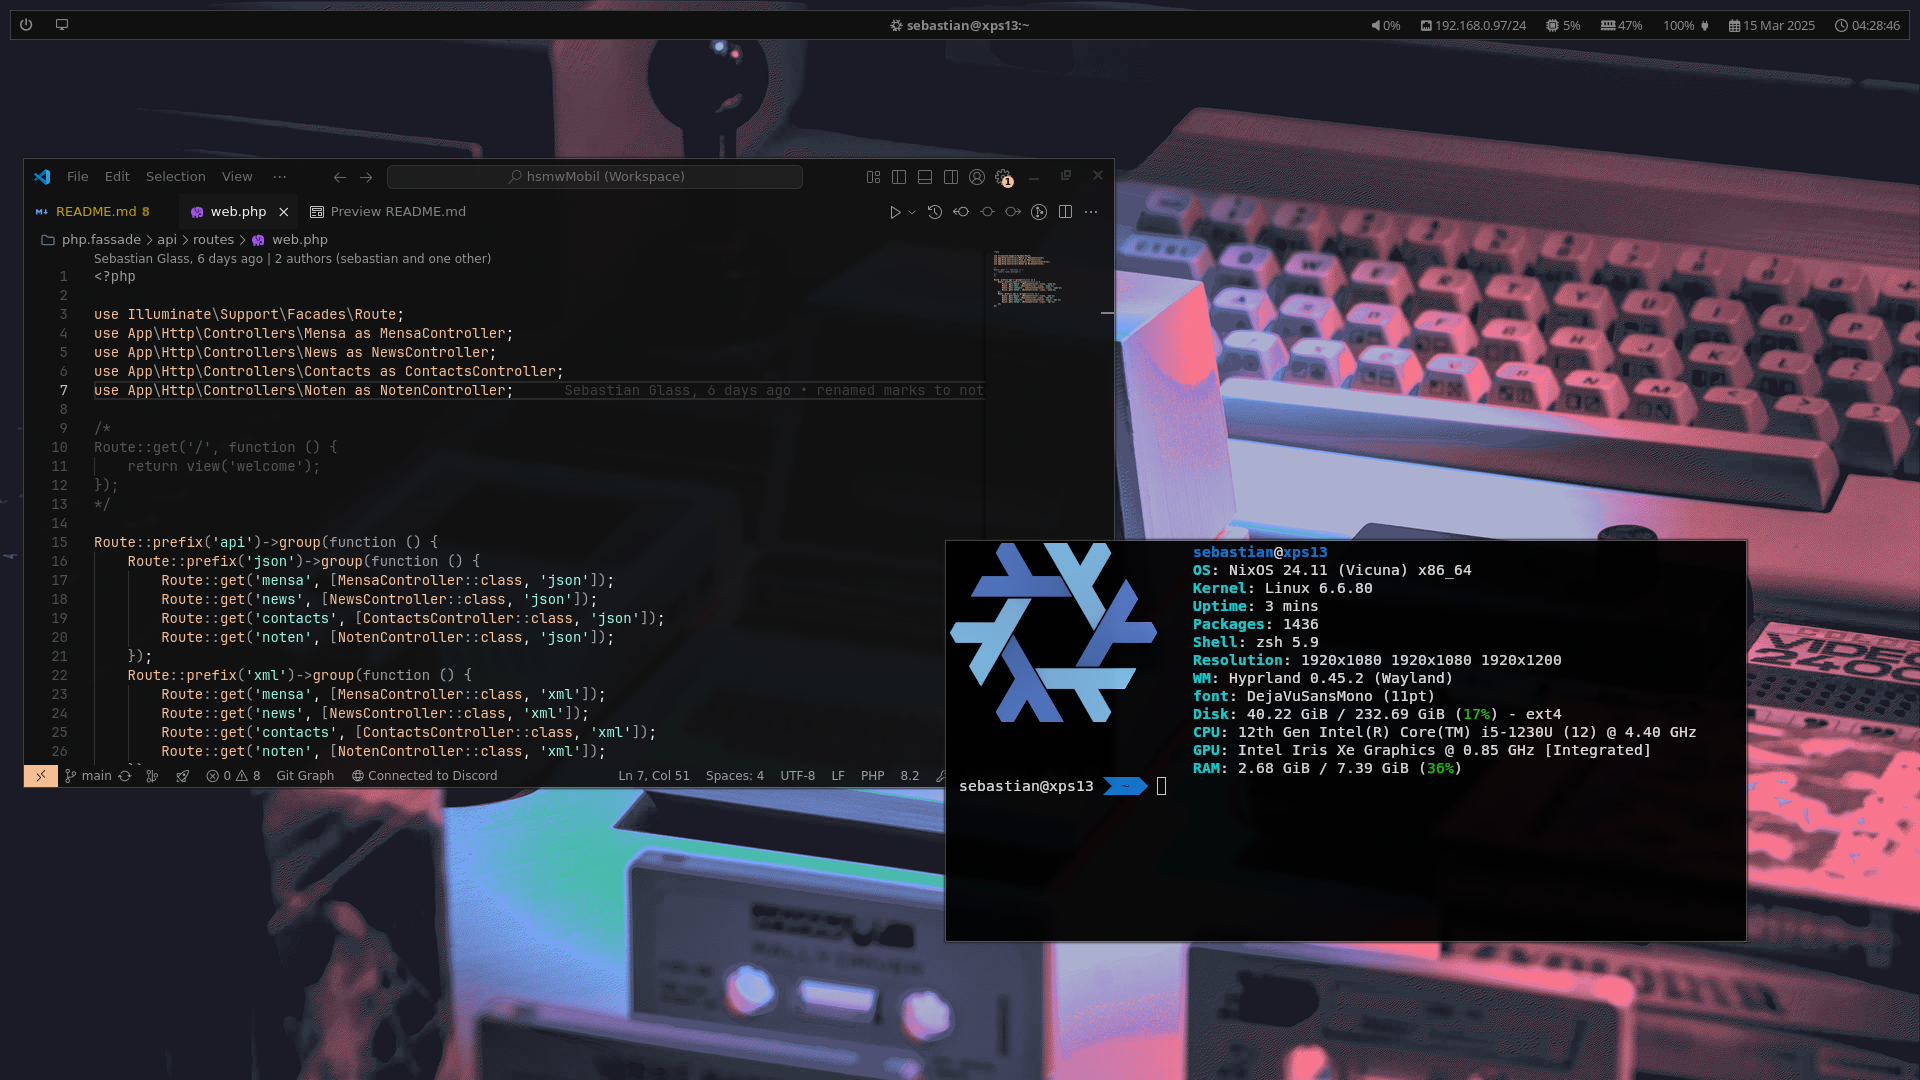 sebastian@xps13:~
0%
192.168.0.97/24
5%
47%
100%
15 Mar 2025
04:28:46
File Edit Selection View ···
hsmwMobil (Workspace)
1
README.md 8
web.php
Preview README.md
php.fassade > api > routes > web.php
Sebastian Glass, 6 days ago | 2 authors (sebastian and one other)
1 <?php
2
3 use Illuminate\Support\Facades\Route;
4 use App\Http\Controllers\Mensa as MensaController;
5 use App\Http\Controllers\News as NewsController;
6 use App\Http\Controllers\Contacts as ContactsController;
7 use App\Http\Controllers\Noten as NotenController; Sebastian Glass, 6 days ago • renamed marks to not
8
9 /*
10 Route::get('/', function () {
11     return view('welcome');
12 });
13 */
14
15 Route::prefix('api')->group(function () {
16     Route::prefix('json')->group(function () {
17         Route::get('mensa', [MensaController::class, 'json']);
18         Route::get('news', [NewsController::class, 'json']);
19         Route::get('contacts', [ContactsController::class, 'json']);
20         Route::get('noten', [NotenController::class, 'json']);
21     });
22     Route::prefix('xml')->group(function () {
23         Route::get('mensa', [MensaController::class, 'xml']);
24         Route::get('news', [NewsController::class, 'xml']);
25         Route::get('contacts', [ContactsController::class, 'xml']);
26         Route::get('noten', [NotenController::class, 'xml']);
main 0 8 Git Graph Connected to Discord Ln 7, Col 51 Spaces: 4 UTF-8 LF PHP 8.2
sebastian@xps13
OS: NixOS 24.11 (Vicuna) x86_64
Kernel: Linux 6.6.80
Uptime: 3 mins
Packages: 1436
Shell: zsh 5.9
Resolution: 1920x1080 1920x1080 1920x1200
WM: Hyprland 0.45.2 (Wayland)
font: DejaVuSansMono (11pt)
Disk: 40.22 GiB / 232.69 GiB (17%) - ext4
CPU: 12th Gen Intel(R) Core(TM) i5-1230U (12) @ 4.40 GHz
GPU: Intel Iris Xe Graphics @ 0.85 GHz [Integrated]
RAM: 2.68 GiB / 7.39 GiB (36%)
sebastian@xps13 ~
VIDEO